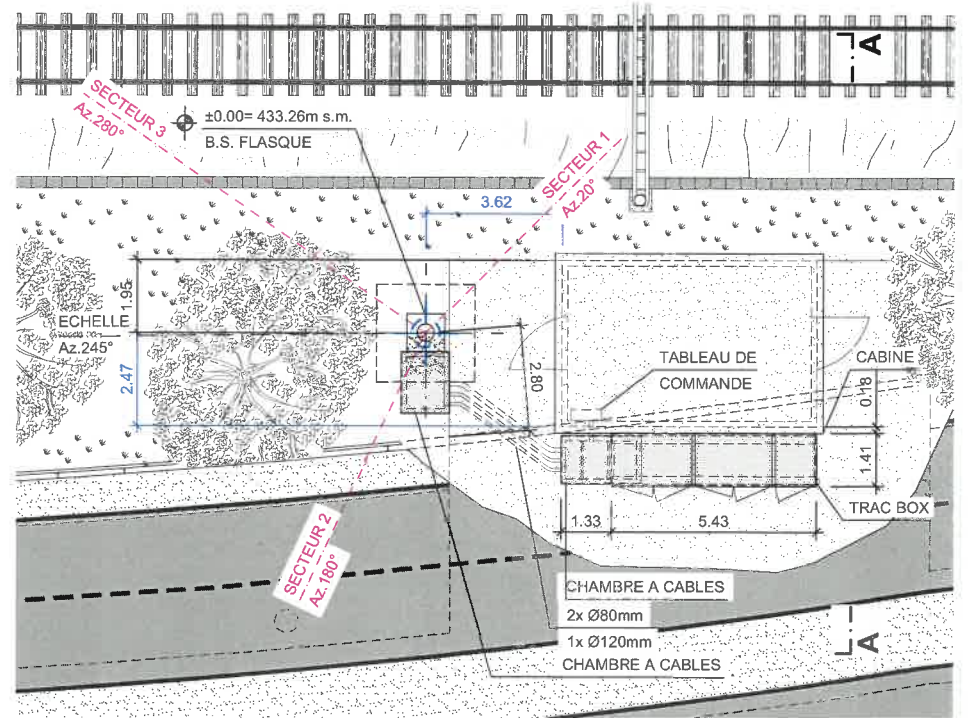 A
SECTEUR 3
Az.280°
±0.00= 433.26m s.m.
B.S. FLASQUE
SECTEUR 1
Az.20°
3.62
1.95
ECHELLE
Az.245°
2.47
2.80
TABLEAU DE
COMMANDE
CABINE
0.18
1.41
TRAC BOX
1.33
5.43
SECTEUR 2
Az.180°
CHAMBRE A CABLES
2x Ø80mm
1x Ø120mm
CHAMBRE A CABLES
A